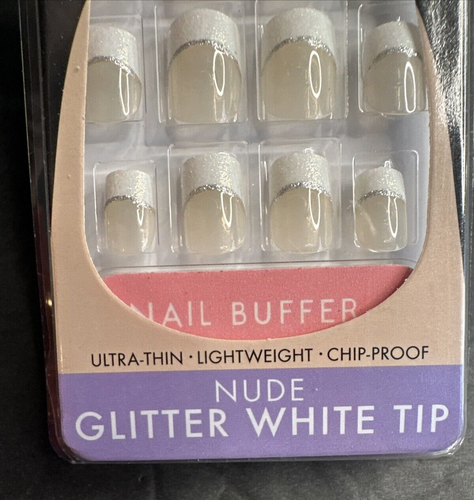 NAIL BUFFER
ULTRA-THIN · LIGHTWEIGHT · CHIP-PROOF
NUDE
GLITTER WHITE TIP